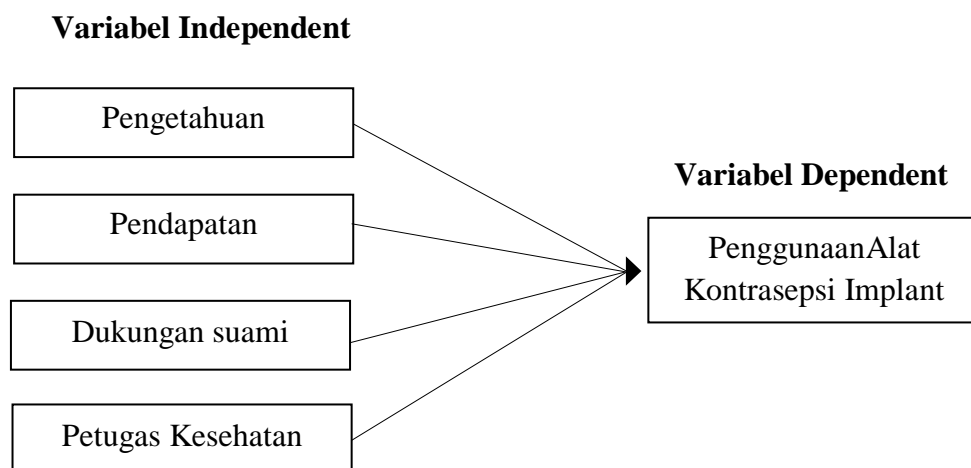 Variabel Independent
Pengetahuan
Pendapatan
Dukungan suami
Petugas Kesehatan
Variabel Dependent
PenggunaanAlat
Kontrasepsi Implant